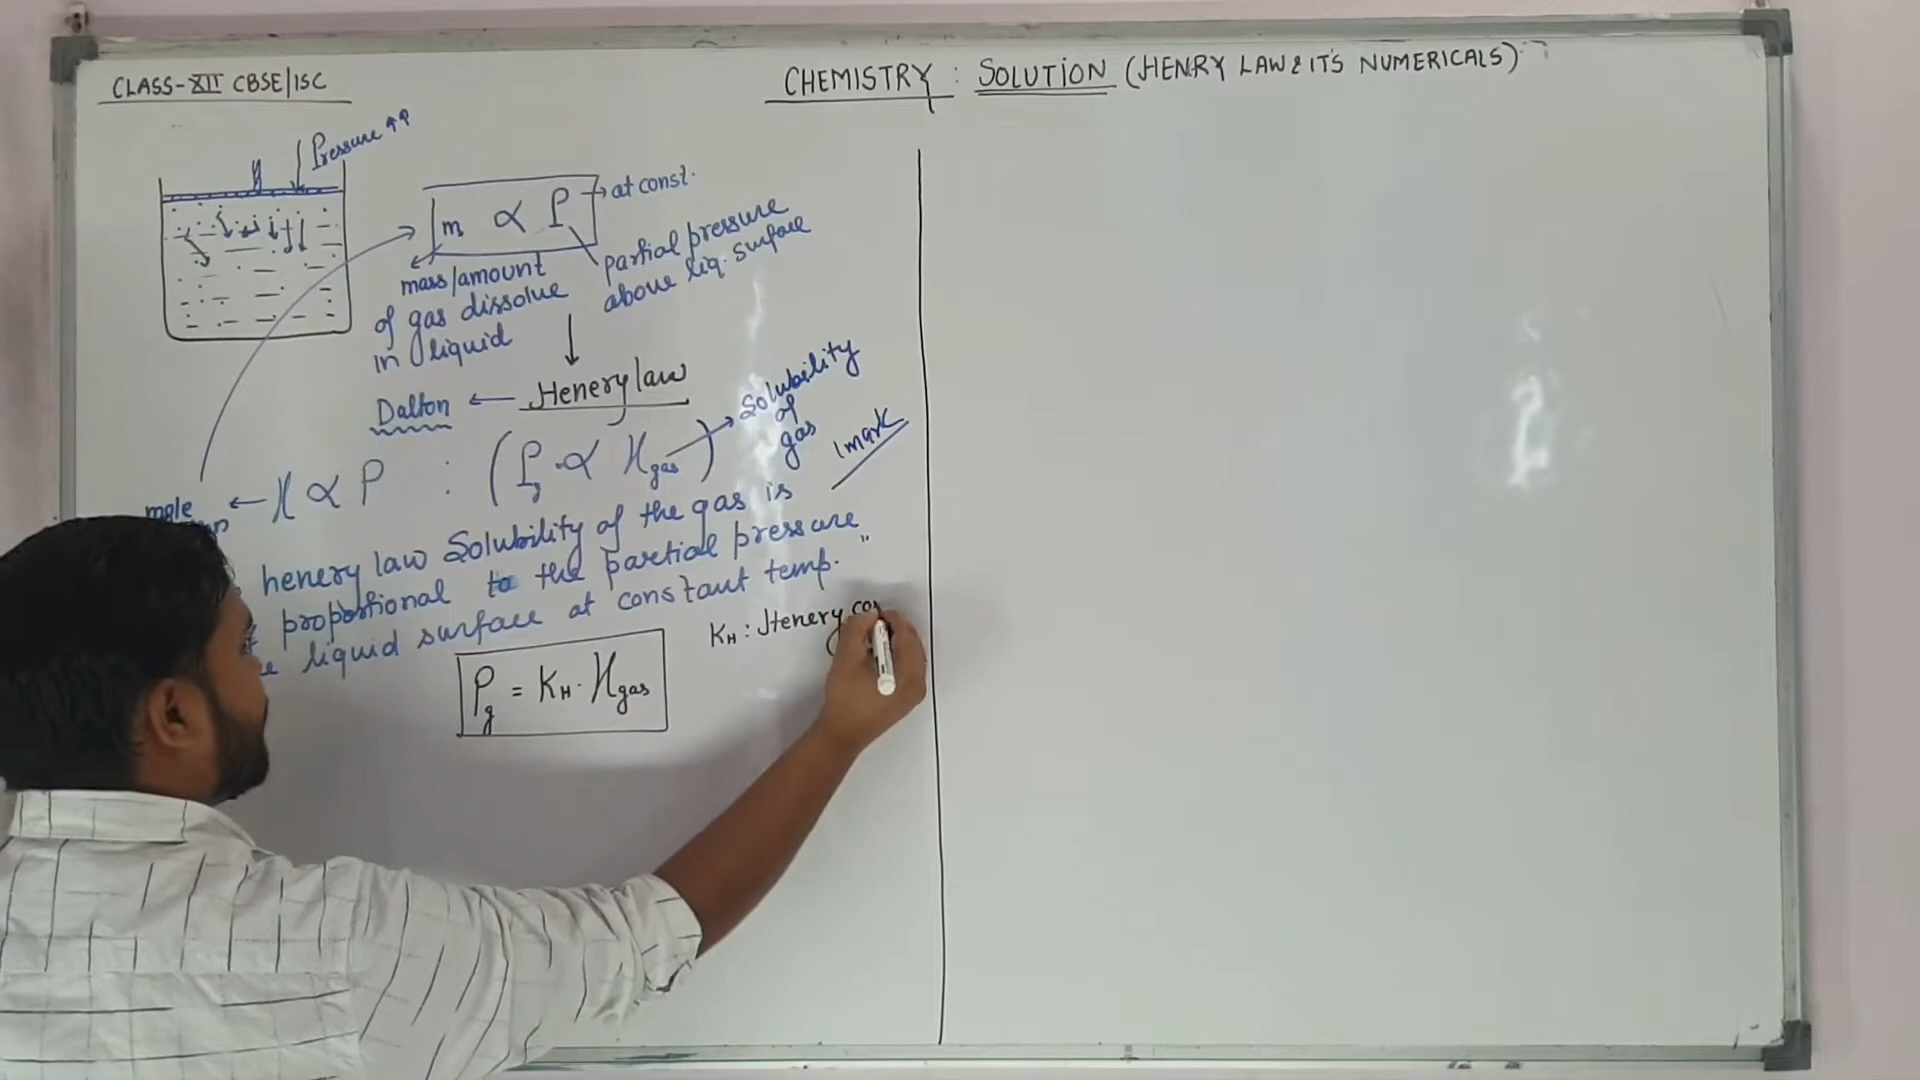 CLASS-XII CBSE/ISC
CHEMISTRY : SOLUTION (HENRY LAW & ITS NUMERICALS)
Pressure ↑↑
m ∝ P → at const.
mass/amount
of gas dissolve
in liquid
partial pressure
above liq. surface
Dalton ← Henery law
mole ← χ ∝ P : (Pg ∝ χgas) → Solubility
of
gas
1 mark
henery law Solubility of the gas is
proportional to the partial pressure
liquid surface at constant temp. "
Pg = KH · χgas
KH : Henery